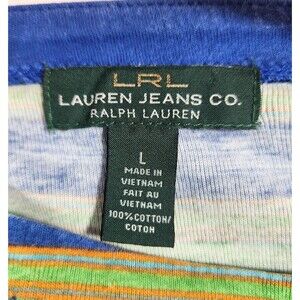 LRL
LAUREN JEANS CO.
RALPH LAUREN
L
MADE IN
VIETNAM
FAIT AU
VIETNAM
100%COTTON/
COTON